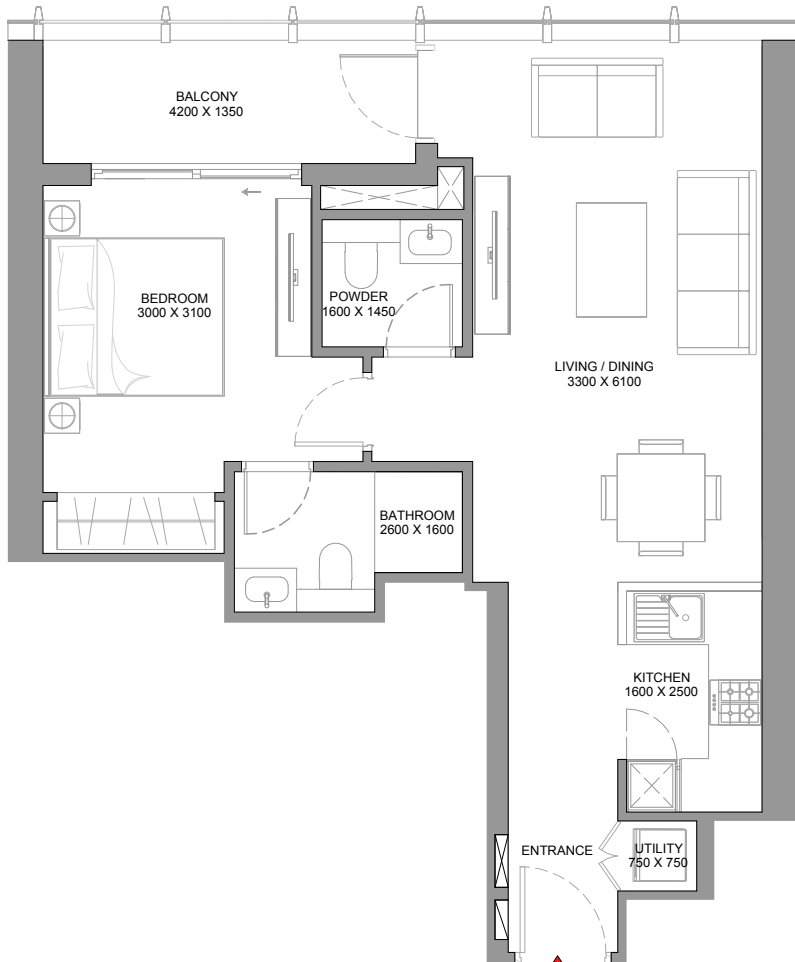 BALCONY
4200 X 1350
BEDROOM
3000 X 3100
POWDER
1600 X 1450
LIVING / DINING
3300 X 6100
BATHROOM
2600 X 1600
KITCHEN
1600 X 2500
ENTRANCE
UTILITY
750 X 750